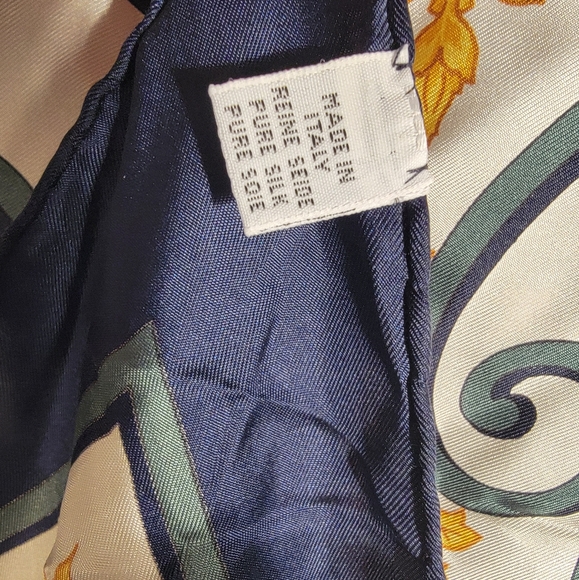 MADE IN
ITALY
REINE SEIDE
PURE SILK
PURE SOIE